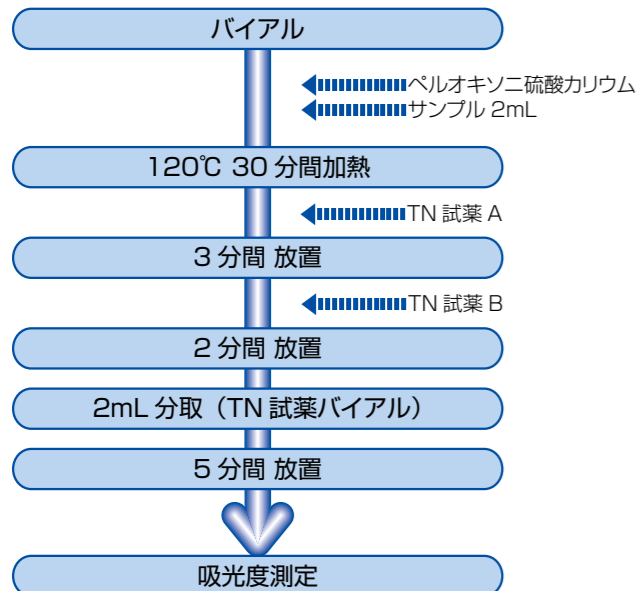 バイアル
ペルオキソニ硫酸カリウム
サンプル 2mL
120℃ 30 分間加熱
TN 試薬 A
3 分間 放置
TN 試薬 B
2 分間 放置
2mL 分取（TN 試薬バイアル）
5 分間 放置
吸光度測定